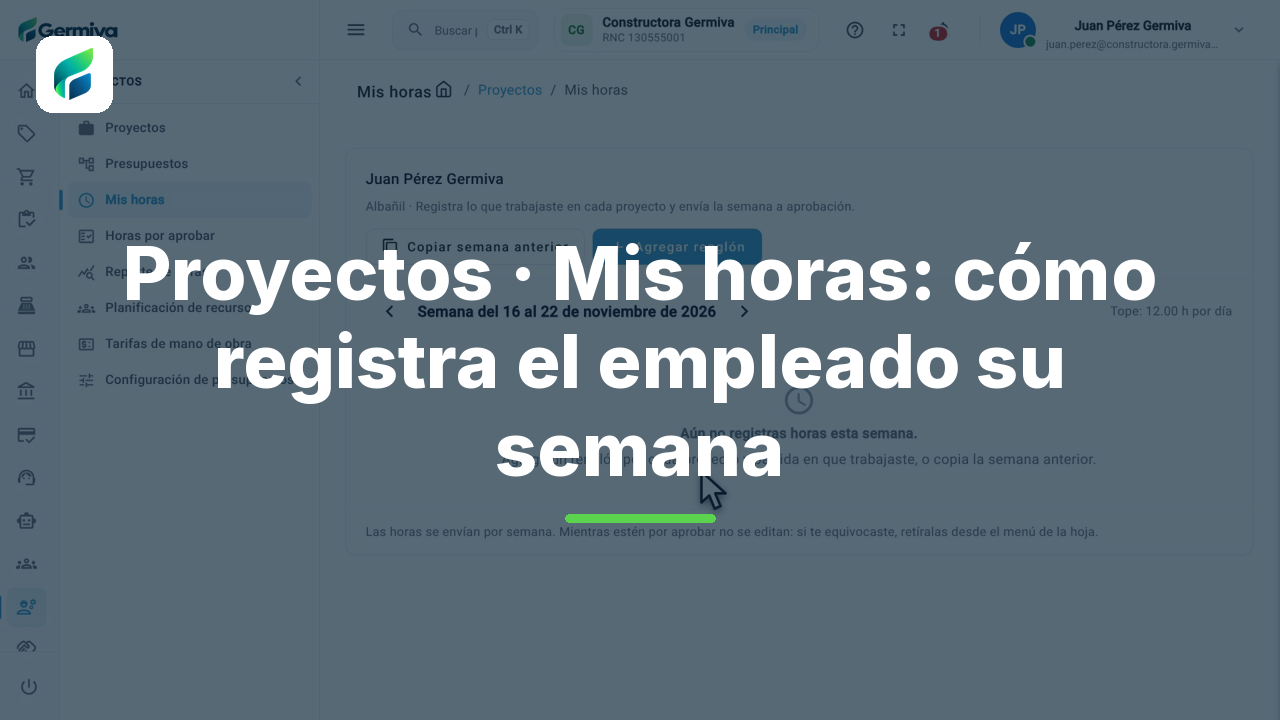 Germiva
Buscar
Ctrl K
CG
Constructora Germiva
RNC 130555001
Principal
1
JP
Juan Pérez Germiva
juan.perez@constructora.germiva...
CTOS
Mis horas / Proyectos / Mis horas
Proyectos
Presupuestos
Mis horas
Horas por aprobar
Planificación de recurso
Tarifas de mano de obra
Configuración de
Juan Pérez Germiva
Albañil · Registra lo que trabajaste en cada proyecto y envía la semana a aprobación.
Copiar semana anterior
Agregar renglón
Proyectos · Mis horas: cómo
registra el empleado su
semana
Semana del 16 al 22 de noviembre de 2026
Tope: 12.00 h por día
Aún no registras horas esta semana.
en que trabajaste, o copia la semana anterior.
Las horas se envían por semana. Mientras estén por aprobar no se editan: si te equivocaste, retíralas desde el menú de la hoja.